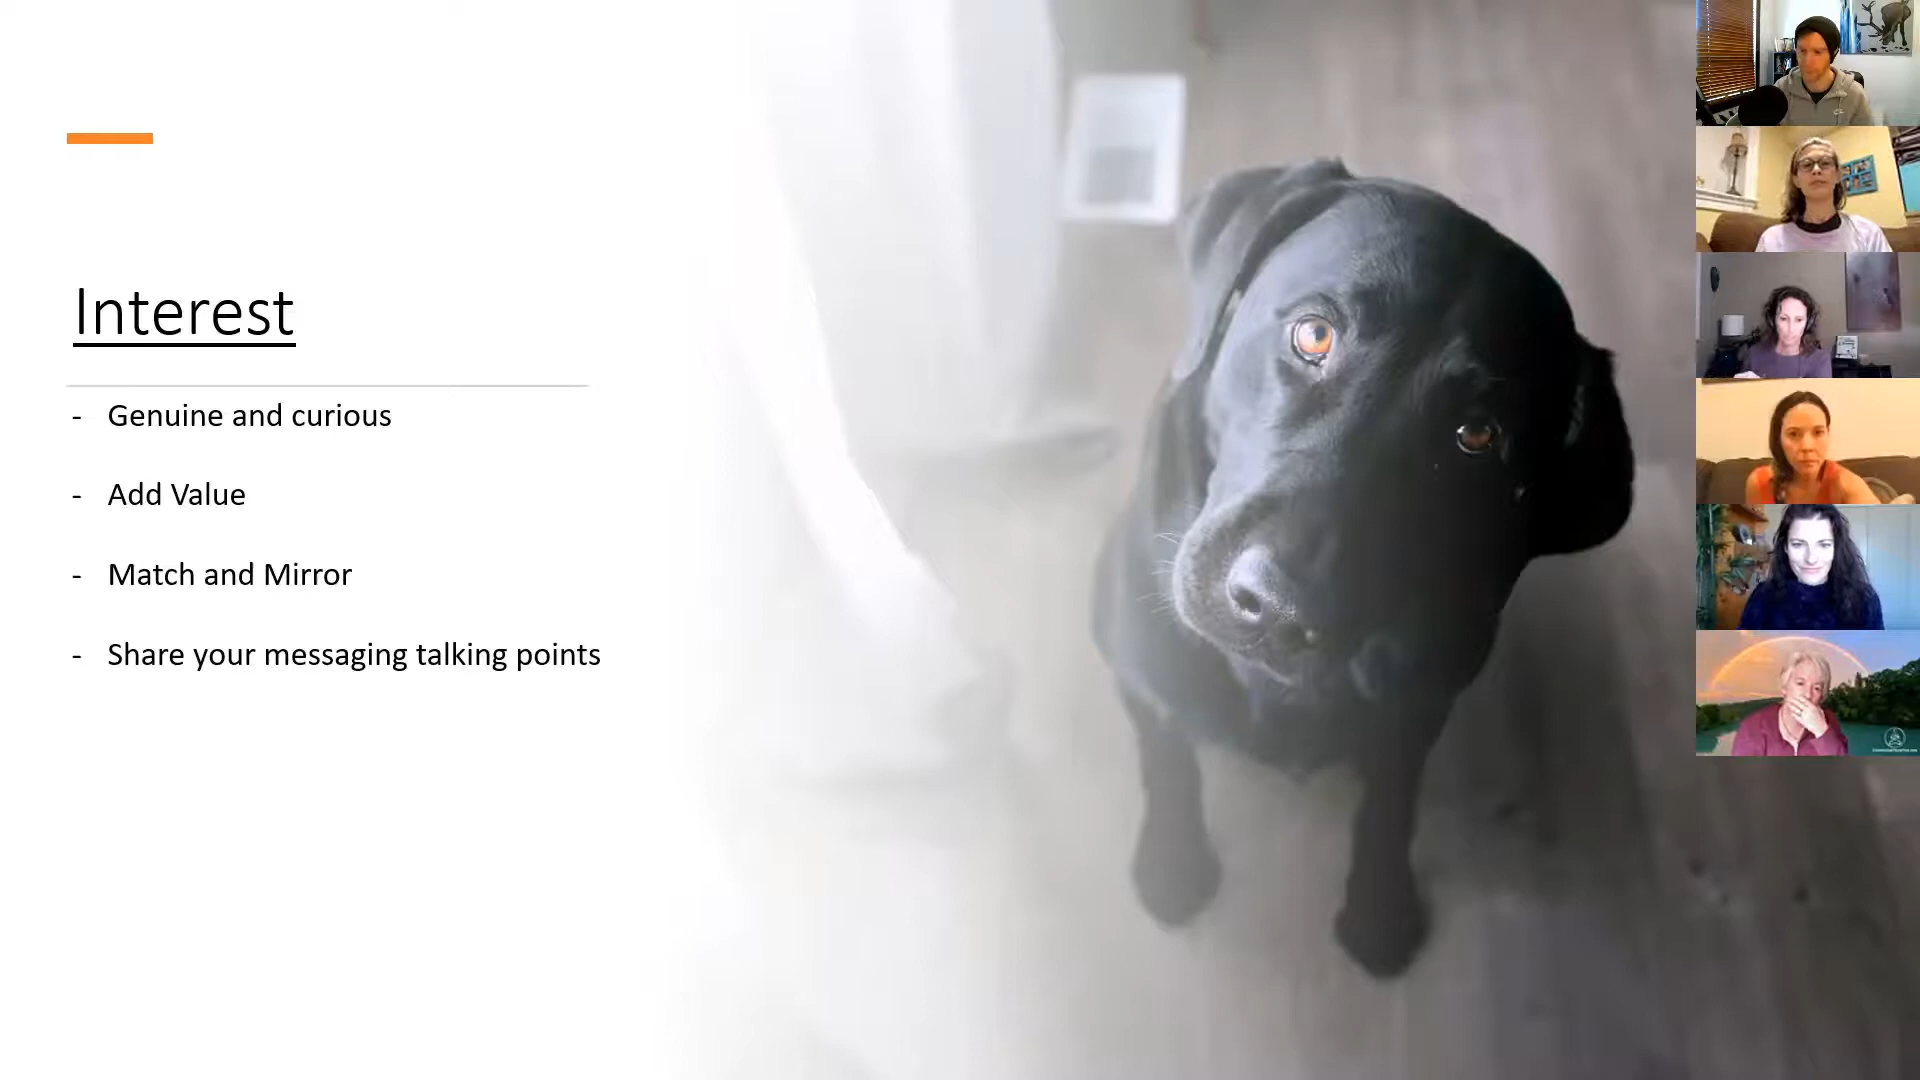 Interest
- Genuine and curious
- Add Value
- Match and Mirror
- Share your messaging talking points